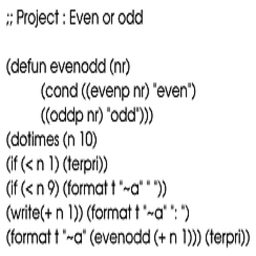 ;; Project : Even or odd
(defun evenodd (nr)
(cond ((evenp nr) "even")
((oddp nr) "odd")))
(dotimes (n 10)
(if (< n 1) (terpri))
(if (< n 9) (format t "~a" " "))
(write(+ n 1)) (format t "~a" ": ")
(format t "~a" (evenodd (+ n 1))) (terpri))